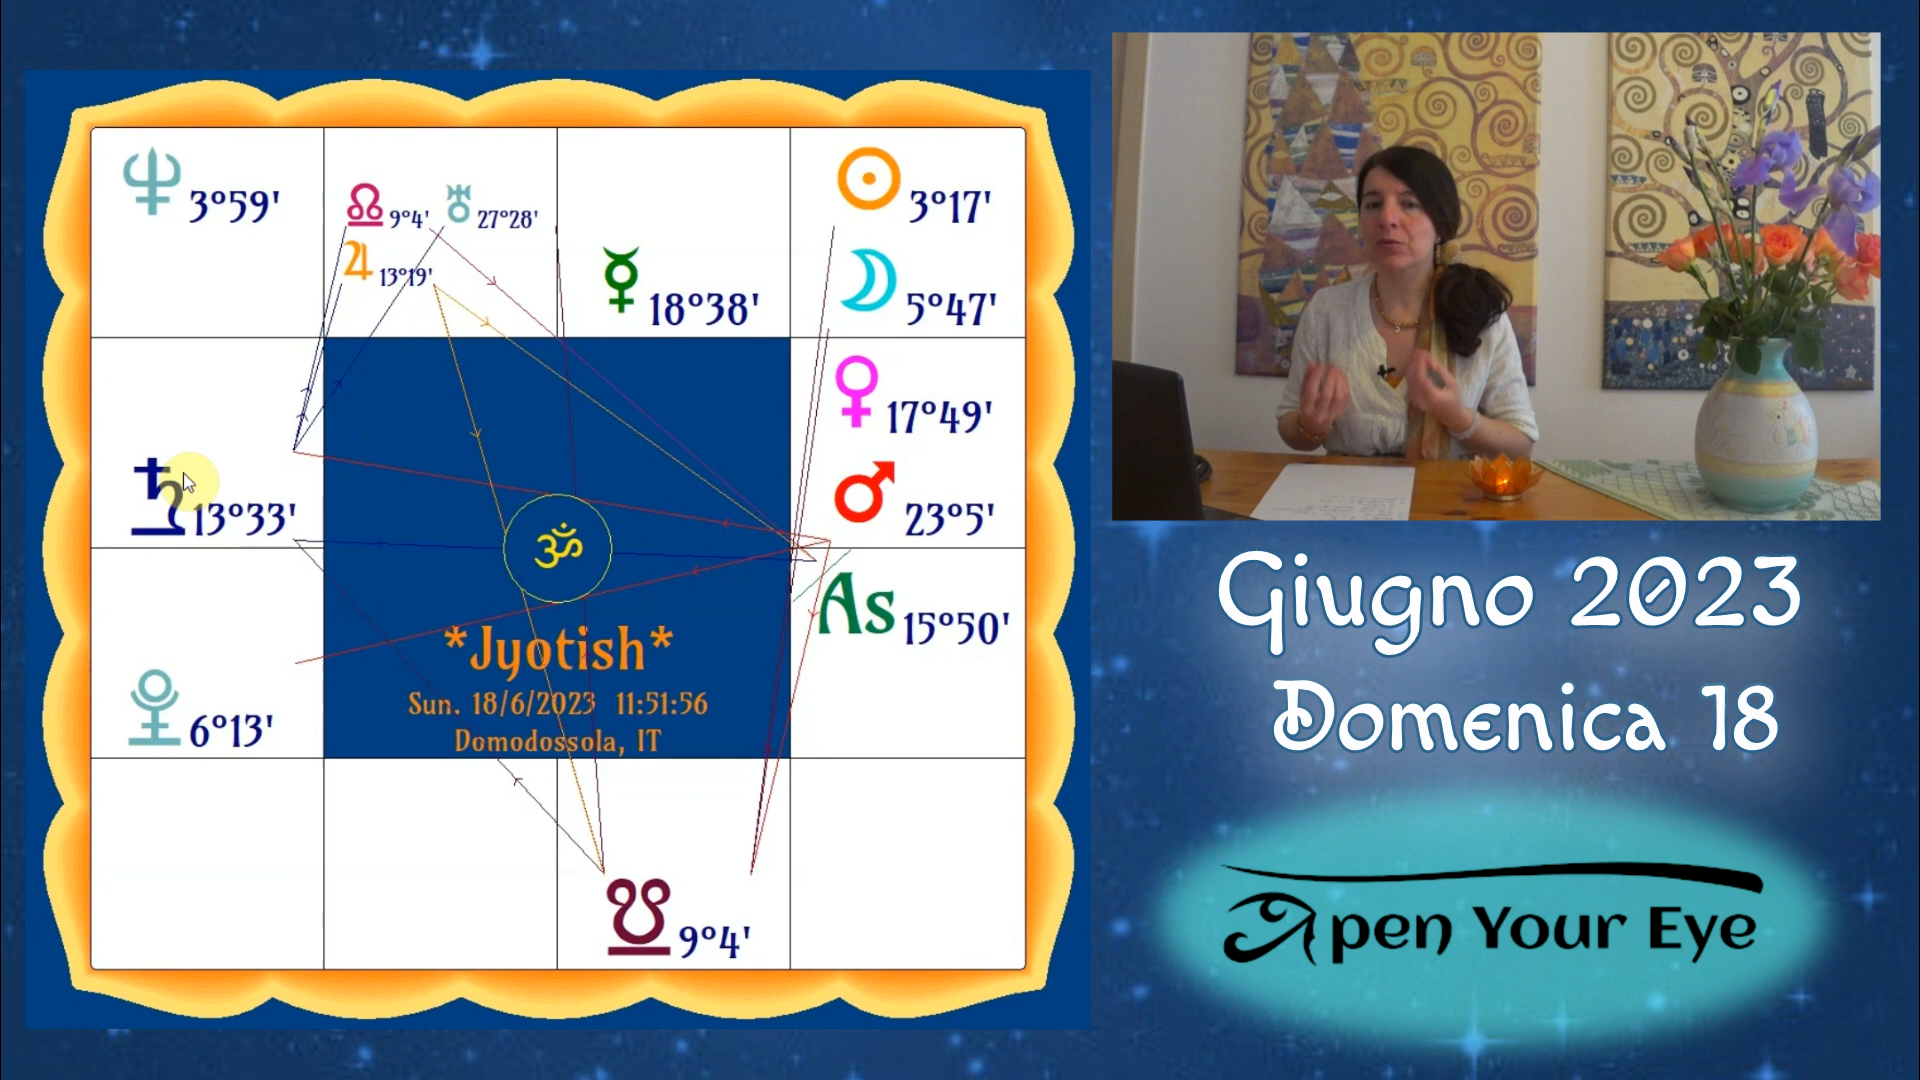 3°59'
9°4'
27°28'
13°19'
18°38'
3°17'
5°47'
17°49'
13°33'
23°5'
ॐ
As 15°50'
*Jyotish*
Sun. 18/6/2023 11:51:56
Domodossola, IT
6°13'
9°4'
Giugno 2023
Domenica 18
Open Your Eye